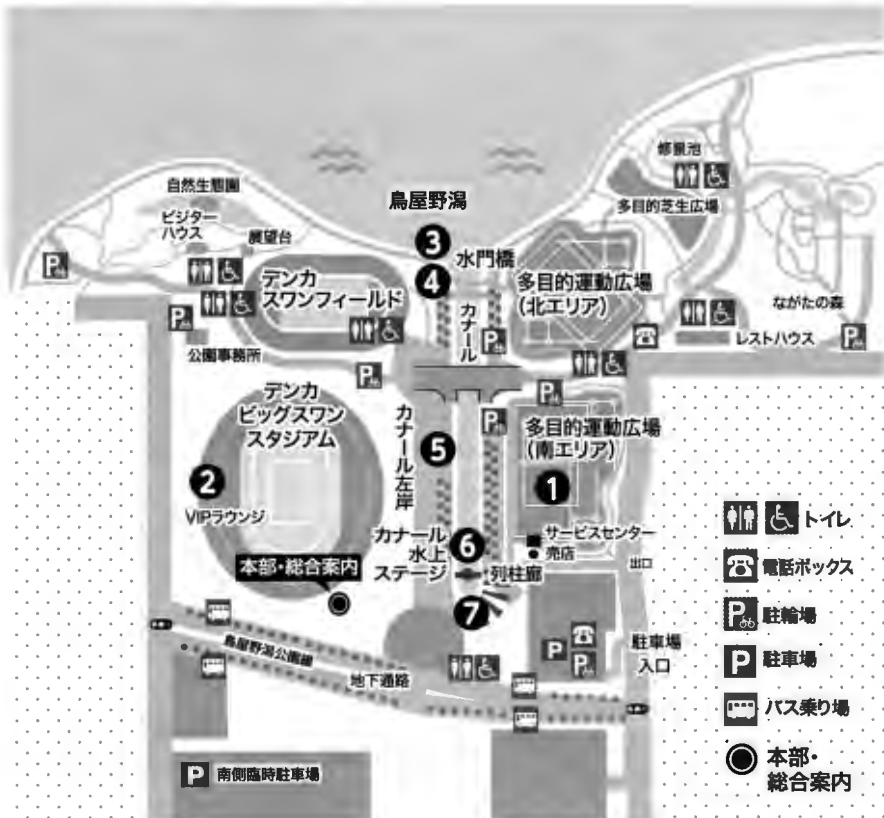 修景池
自然生態園
鳥屋野潟
多目的芝生広場
ビジター
ハウス
展望台
3
水門橋
4
デンカ
スワンフィールド
カナール
多目的運動広場
(北エリア)
ながたの森
レストハウス
公園事務所
デンカ
ビッグスワン
スタジアム
カナール左岸
5
多目的運動広場
(南エリア)
1
2
VIPラウンジ
カナール
水上
ステージ
6
列柱廊
サービスセンター
売店
出口
本部・総合案内
7
鳥屋野潟公園線
地下通路
P
駐車場
入口
P 南側臨時駐車場
トイレ
電話ボックス
P 駐輪場
P 駐車場
バス乗り場
本部・
総合案内